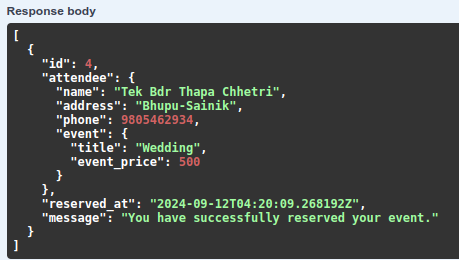 Response body
[
  {
    "id": 4,
    "attendee": {
      "name": "Tek Bdr Thapa Chhetri",
      "address": "Bhupu-Sainik",
      "phone": 9805462934,
      "event": {
        "title": "Wedding",
        "event_price": 500
      }
    },
    "reserved_at": "2024-09-12T04:20:09.268192Z",
    "message": "You have successfully reserved your event."
  }
]